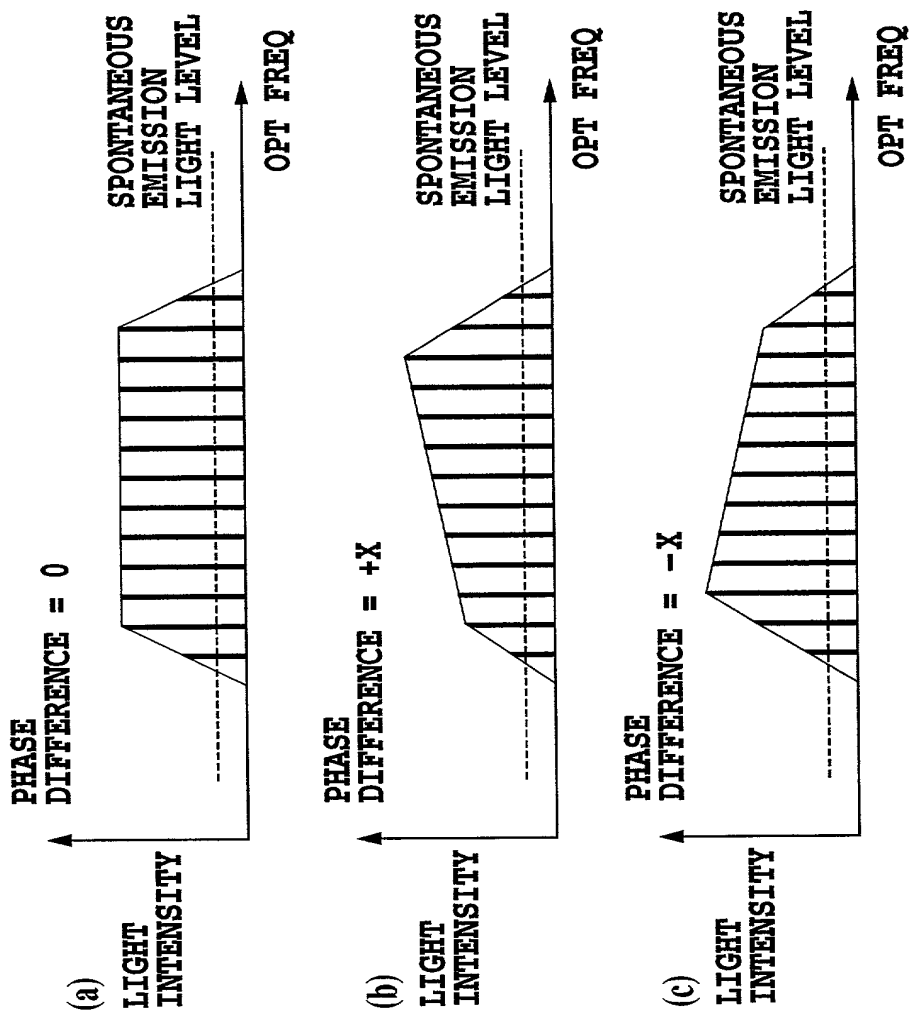 (a)
LIGHT
INTENSITY
PHASE
DIFFERENCE = 0
SPONTANEOUS
EMISSION
LIGHT LEVEL
OPT FREQ
(b)
LIGHT
INTENSITY
PHASE
DIFFERENCE = +X
SPONTANEOUS
EMISSION
LIGHT LEVEL
OPT FREQ
(c)
LIGHT
INTENSITY
PHASE
DIFFERENCE = −X
SPONTANEOUS
EMISSION
LIGHT LEVEL
OPT FREQ